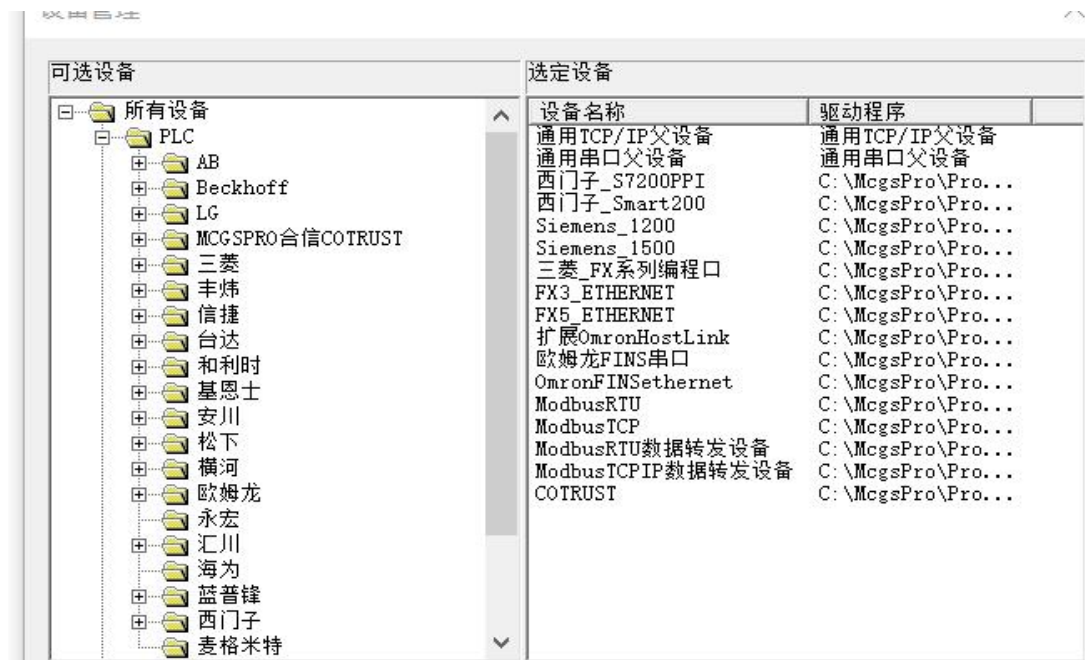 设备管理
可选设备
所有设备
PLC
AB
Beckhoff
LG
MCGSPRO合信COTRUST
三菱
丰炜
信捷
台达
和利时
基恩士
安川
松下
横河
欧姆龙
永宏
汇川
海为
蓝普锋
西门子
麦格米特
选定设备
设备名称 驱动程序
通用TCP/IP父设备 通用TCP/IP父设备
通用串口父设备 通用串口父设备
西门子_S7200PPI C:\McgsPro\Pro...
西门子_Smart200 C:\McgsPro\Pro...
Siemens_1200 C:\McgsPro\Pro...
Siemens_1500 C:\McgsPro\Pro...
三菱_FX系列编程口 C:\McgsPro\Pro...
FX3_ETHERNET C:\McgsPro\Pro...
FX5_ETHERNET C:\McgsPro\Pro...
扩展OmronHostLink C:\McgsPro\Pro...
欧姆龙FINS串口 C:\McgsPro\Pro...
OmronFINSethernet C:\McgsPro\Pro...
ModbusRTU C:\McgsPro\Pro...
ModbusTCP C:\McgsPro\Pro...
ModbusRTU数据转发设备 C:\McgsPro\Pro...
ModbusTCPIP数据转发设备 C:\McgsPro\Pro...
COTRUST C:\McgsPro\Pro...